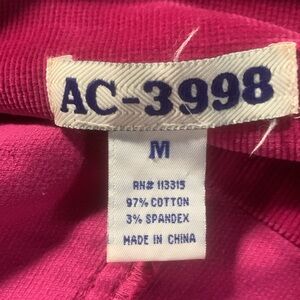 AC-3998
M
RN# 113315
97% COTTON
3% SPANDEX
MADE IN CHINA